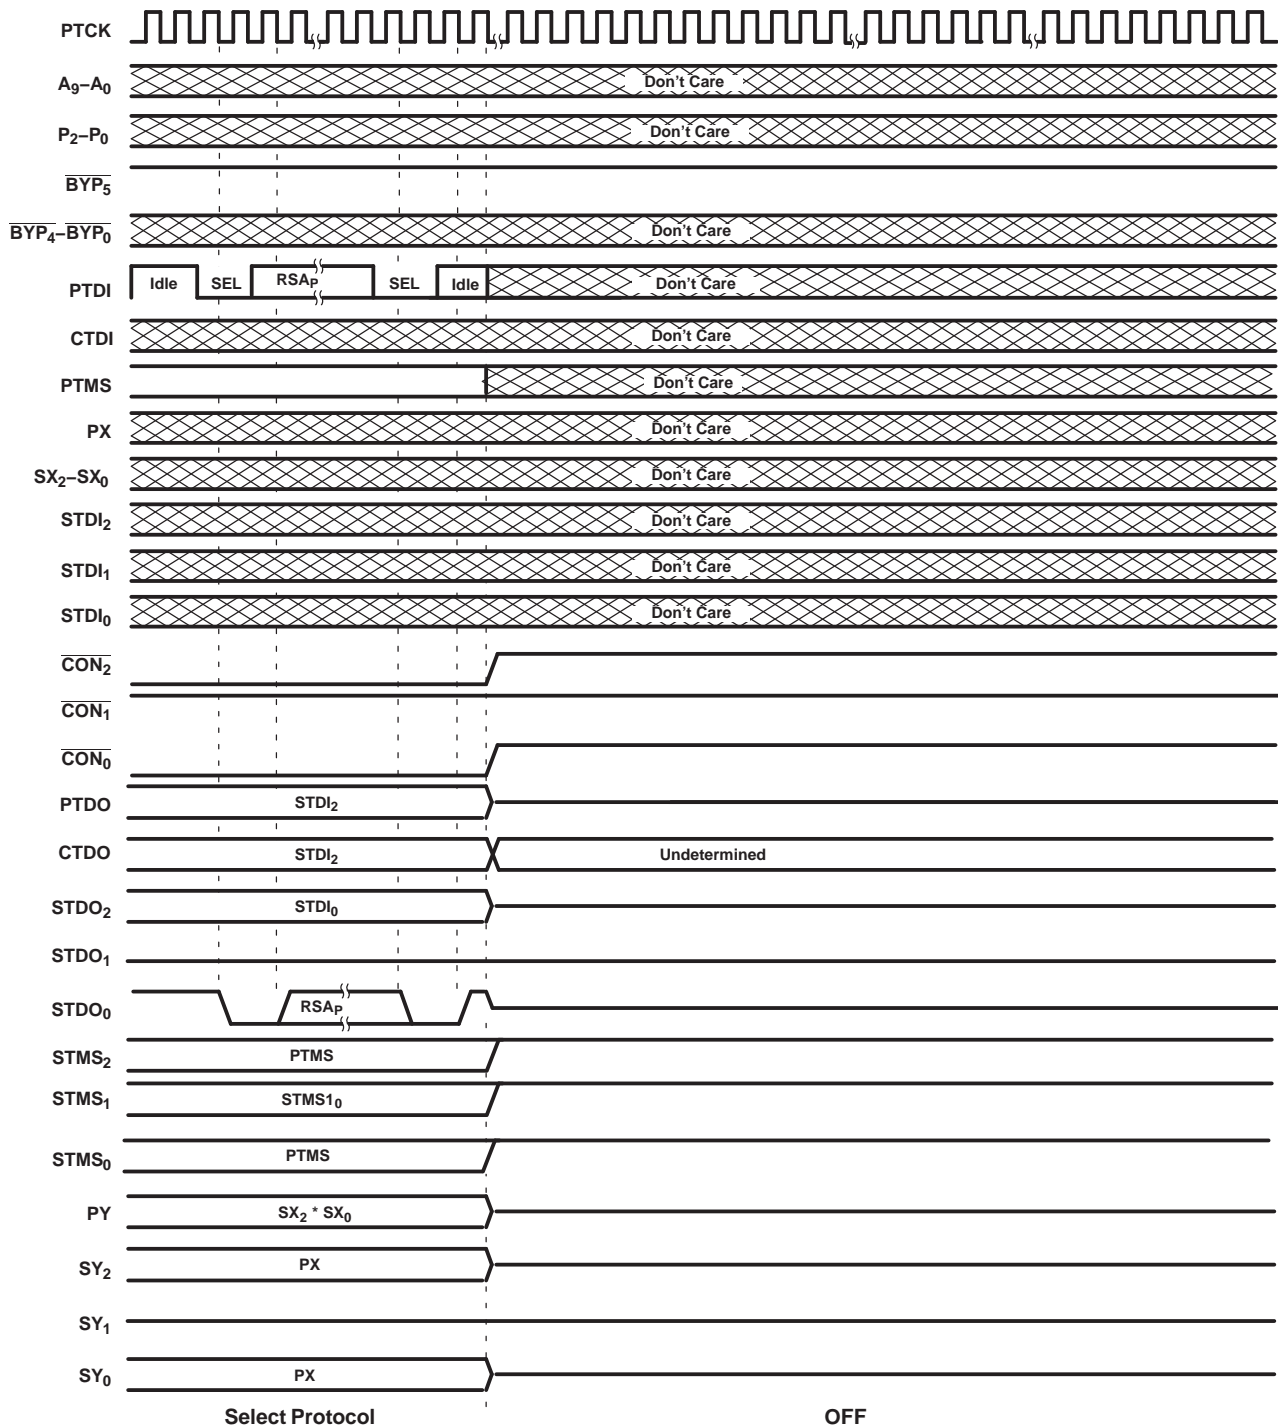 PTCK
A9–A0 Don't Care
P2–P0 Don't Care
BYP5
BYP4–BYP0 Don't Care
PTDI Idle SEL RSAP SEL Idle Don't Care
CTDI Don't Care
PTMS Don't Care
PX Don't Care
SX2–SX0 Don't Care
STDI2 Don't Care
STDI1 Don't Care
STDI0 Don't Care
CON2
CON1
CON0
PTDO STDI2
CTDO STDI2 Undetermined
STDO2 STDI0
STDO1
STDO0 RSAP
STMS2 PTMS
STMS1 STMS10
STMS0 PTMS
PY SX2 * SX0
SY2 PX
SY1
SY0 PX
Select Protocol OFF